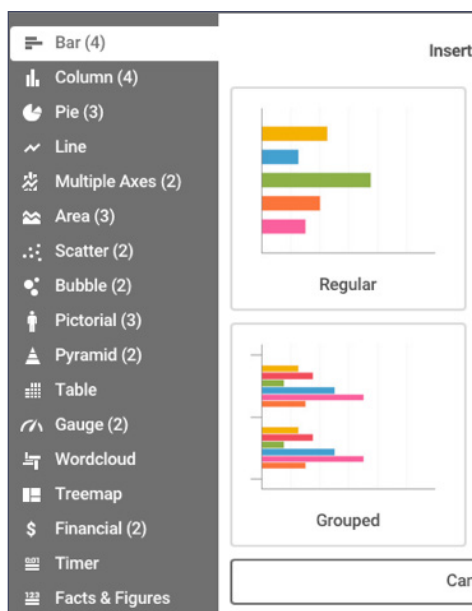 Bar (4)
Column (4)
Pie (3)
Line
Multiple Axes (2)
Area (3)
Scatter (2)
Bubble (2)
Pictorial (3)
Pyramid (2)
Table
Gauge (2)
Wordcloud
Treemap
$ Financial (2)
Timer
123 Facts & Figures
Insert
Regular
Grouped